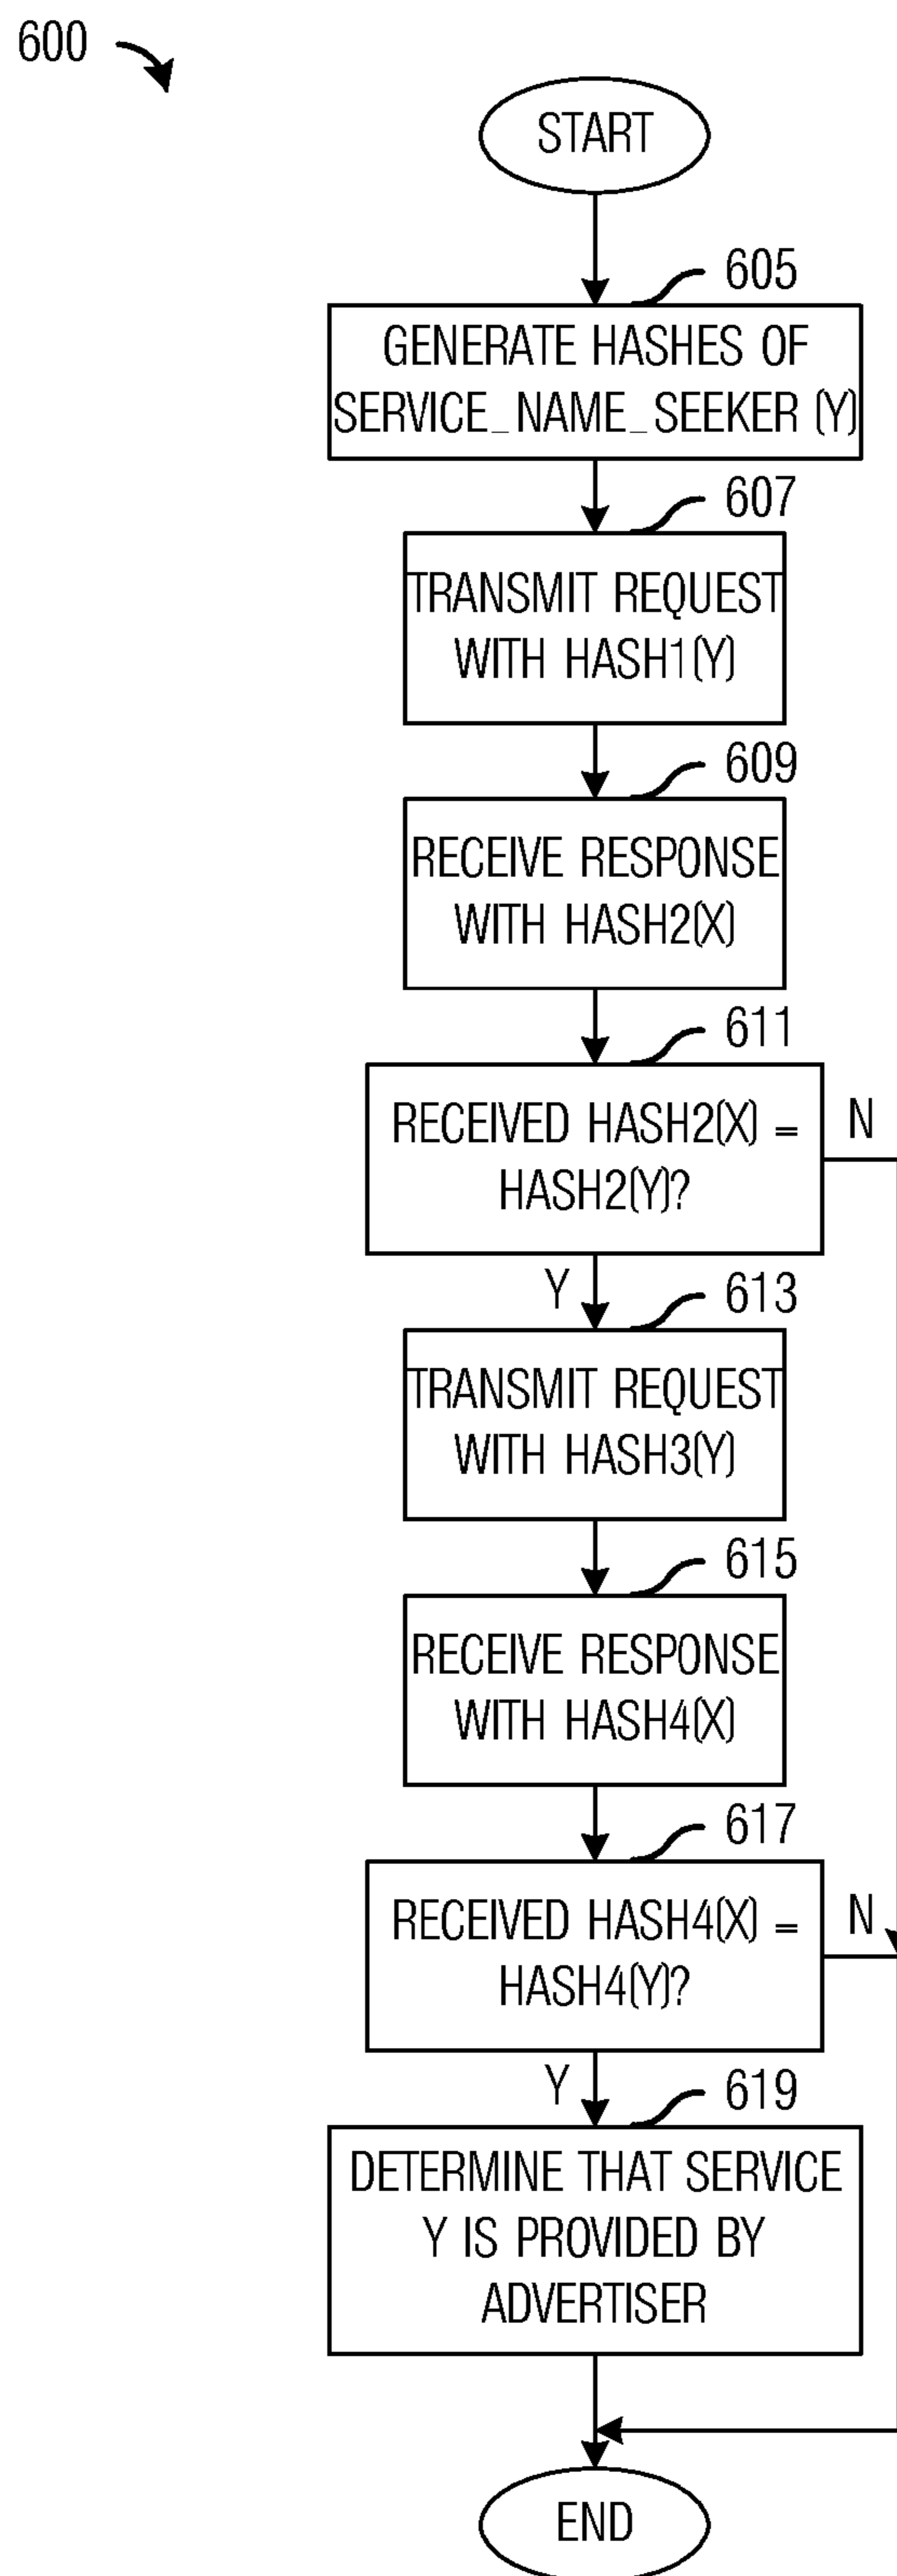 600
START
605
GENERATE HASHES OF
SERVICE_NAME_SEEKER (Y)
607
TRANSMIT REQUEST
WITH HASH1(Y)
609
RECEIVE RESPONSE
WITH HASH2(X)
611
RECEIVED HASH2(X) =
HASH2(Y)?
N
Y
613
TRANSMIT REQUEST
WITH HASH3(Y)
615
RECEIVE RESPONSE
WITH HASH4(X)
617
RECEIVED HASH4(X) =
HASH4(Y)?
N
Y
619
DETERMINE THAT SERVICE
Y IS PROVIDED BY
ADVERTISER
END